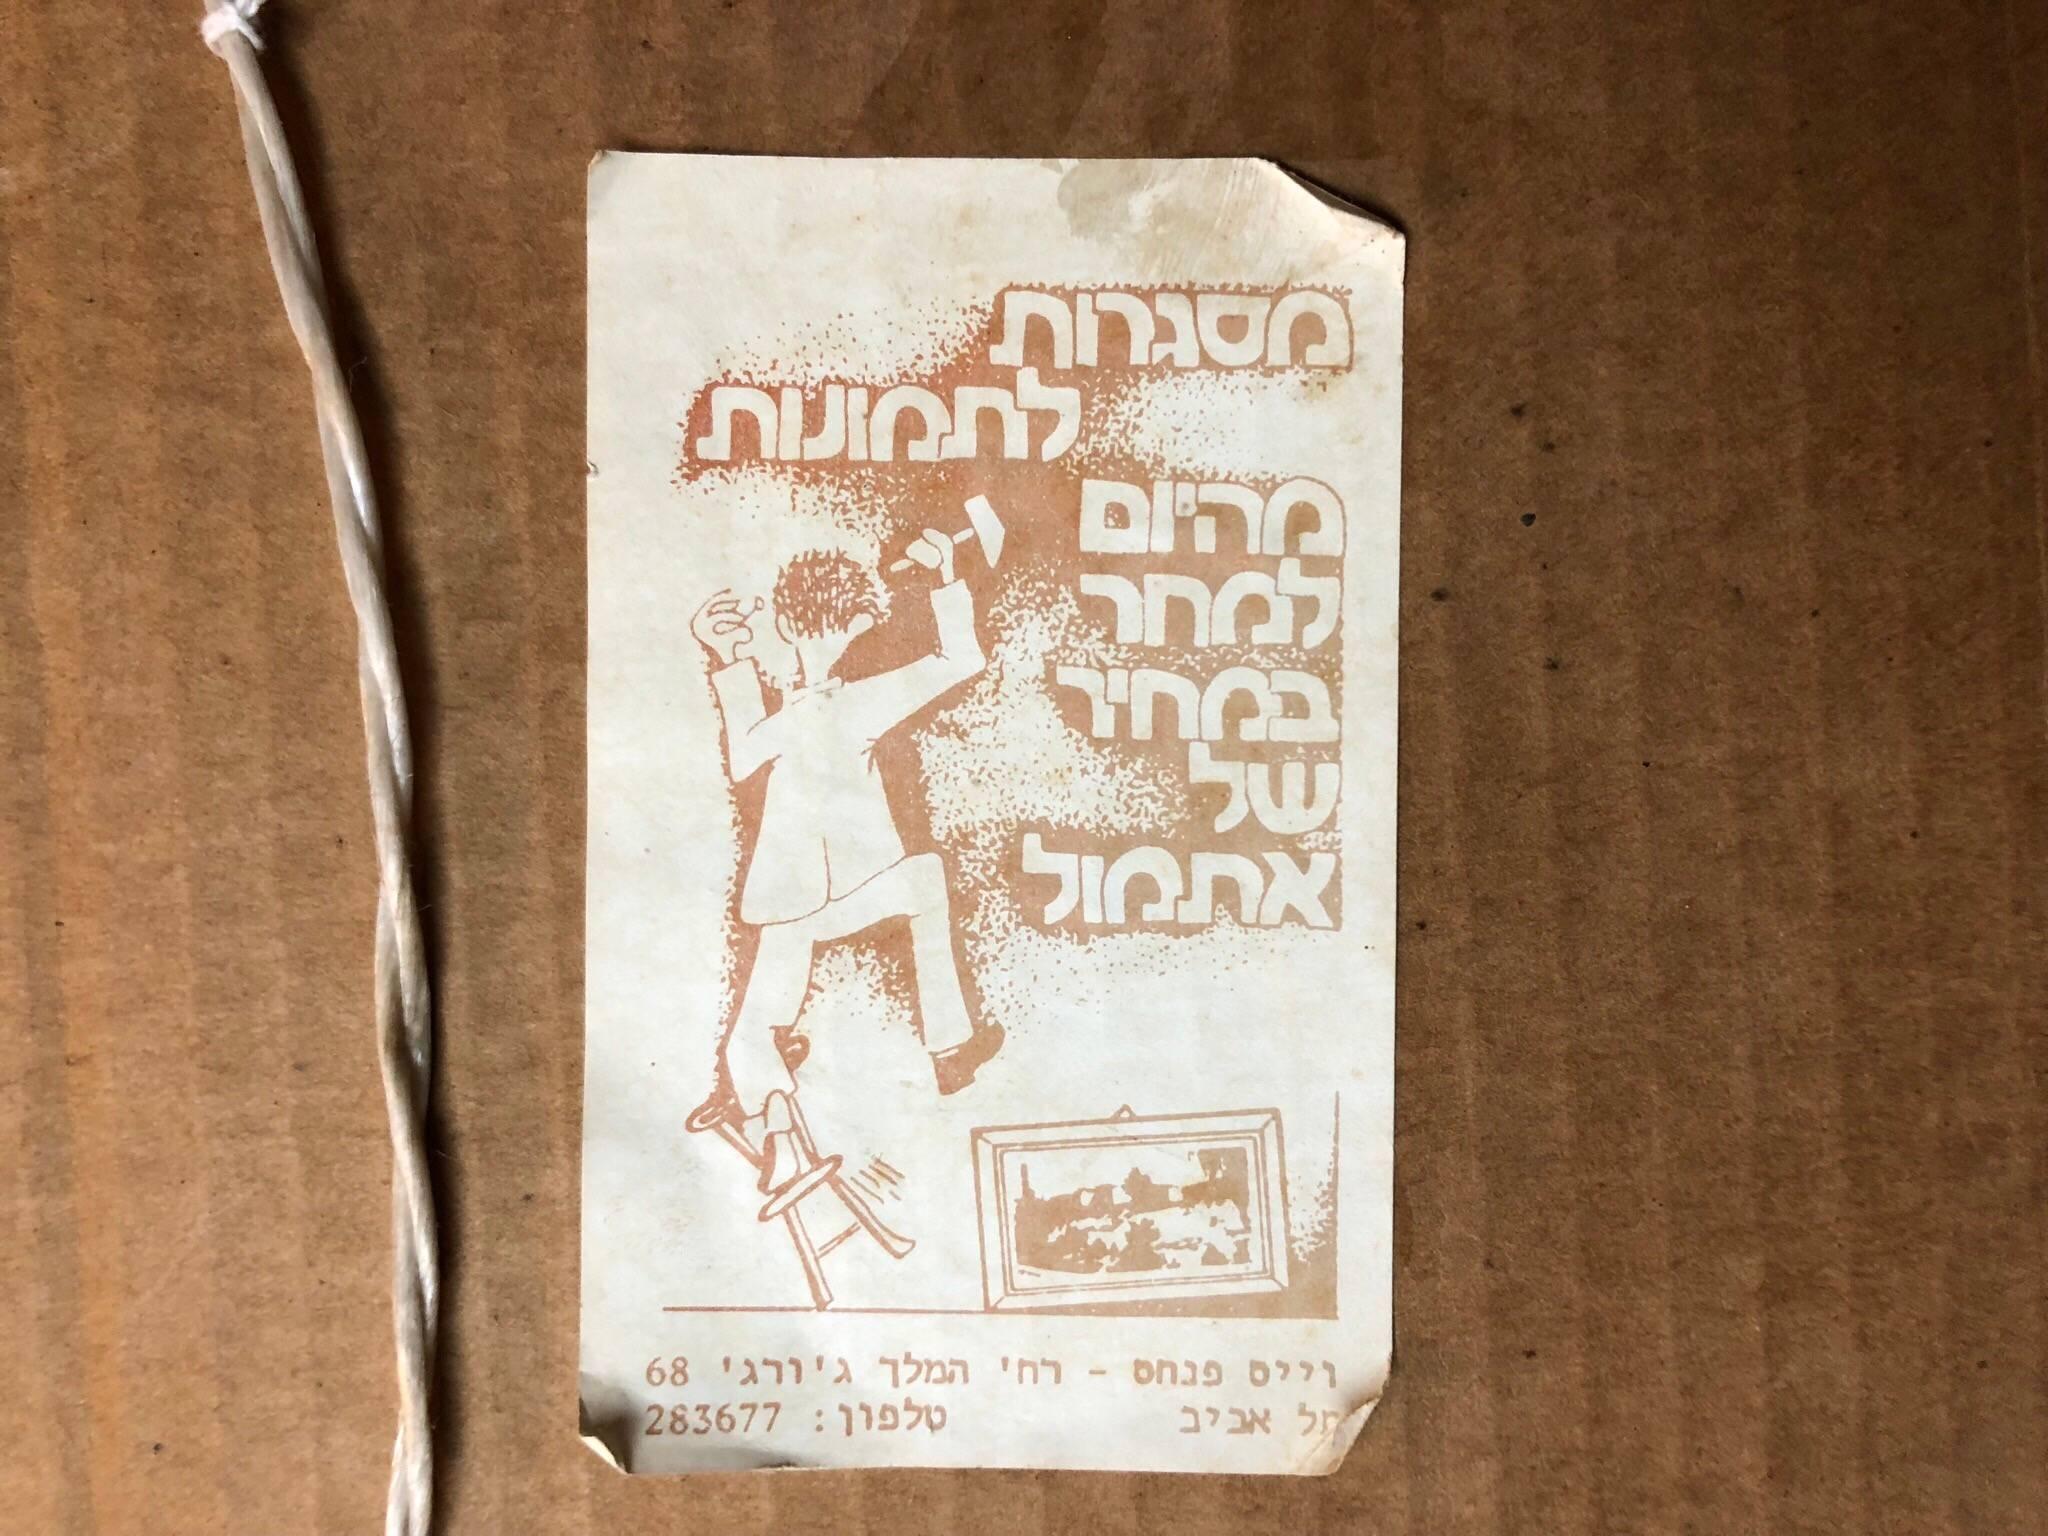 מסגרות
לתמונות
מהיום
למחר
במחיר
של
אתמול
וייס פנחס - רח' המלך ג'ורג' 68
תל אביב טלפון: 283677